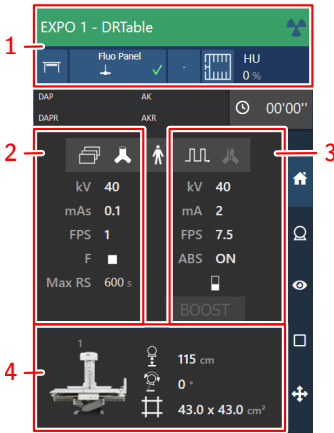 EXPO 1 - DRTable
1
Fluo Panel
-
HU
0 %
DAP
AK
DAPR
AKR
00'00''
2
3
kV 40
mAs 0.1
FPS 1
F
Max RS 600 s
kV 40
mA 2
FPS 7.5
ABS ON
BOOST
4
1
115 cm
0 °
43.0 x 43.0 cm²